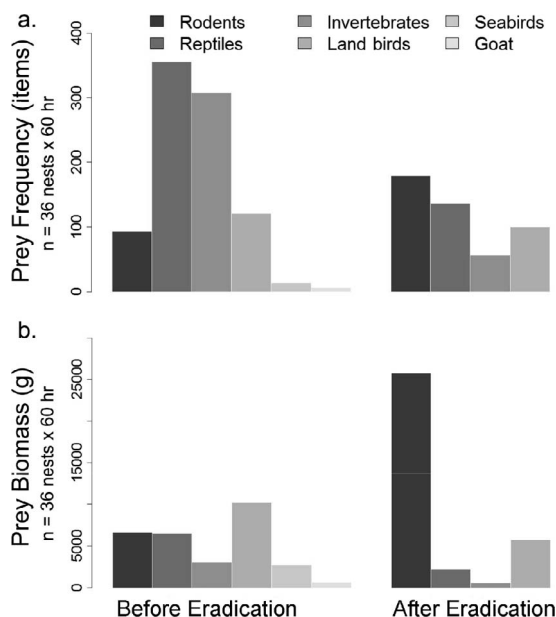 a.
Rodents Invertebrates Seabirds
Reptiles Land birds Goat
Prey Frequency (items)
n = 36 nests x 60 hr
400
300
200
100
0
b.
Prey Biomass (g)
n = 36 nests x 60 hr
25000
15000
5000
0
Before Eradication After Eradication